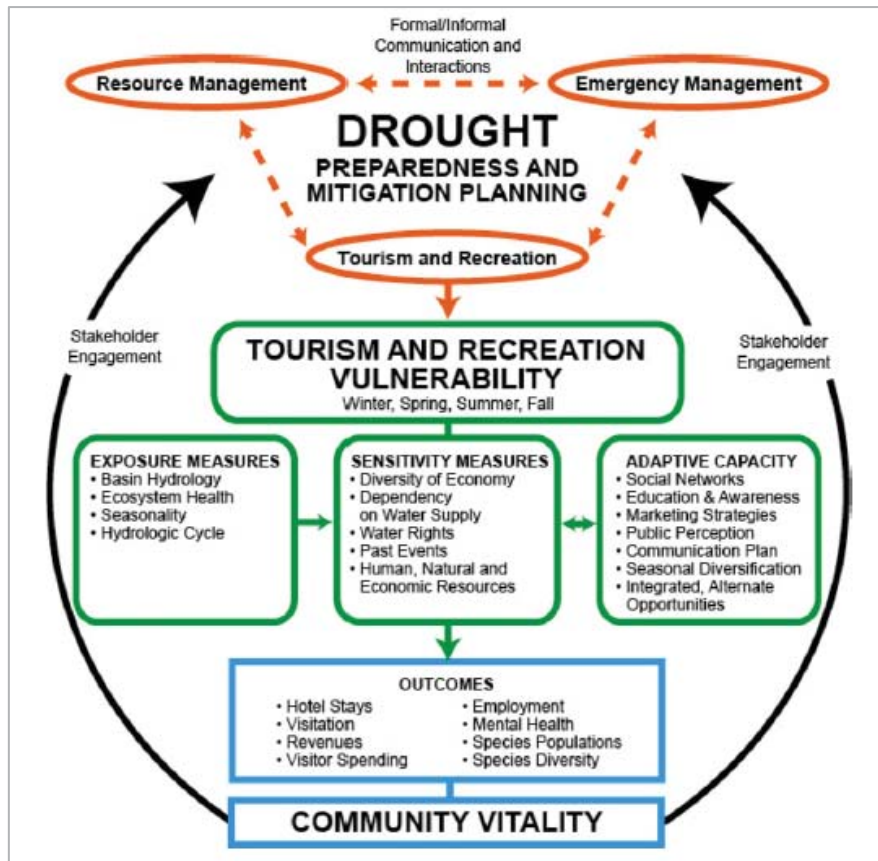 Formal/Informal
Communication and
Interactions
Resource Management
Emergency Management
DROUGHT
PREPAREDNESS AND
MITIGATION PLANNING
Tourism and Recreation
Stakeholder
Engagement
Stakeholder
Engagement
TOURISM AND RECREATION
VULNERABILITY
Winter, Spring, Summer, Fall
EXPOSURE MEASURES
• Basin Hydrology
• Ecosystem Health
• Seasonality
• Hydrologic Cycle
SENSITIVITY MEASURES
• Diversity of Economy
• Dependency
on Water Supply
• Water Rights
• Past Events
• Human, Natural and
Economic Resources
ADAPTIVE CAPACITY
• Social Networks
• Education & Awareness
• Marketing Strategies
• Public Perception
• Communication Plan
• Seasonal Diversification
• Integrated, Alternate
Opportunities
OUTCOMES
• Hotel Stays
• Visitation
• Revenues
• Visitor Spending
• Employment
• Mental Health
• Species Populations
• Species Diversity
COMMUNITY VITALITY